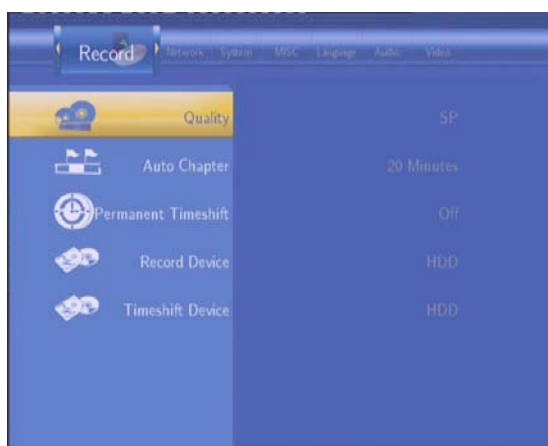 Record Network System MISC Language Audio Video
Quality SP
Auto Chapter 20 Minutes
Permanent Timeshift Off
Record Device HDD
Timeshift Device HDD